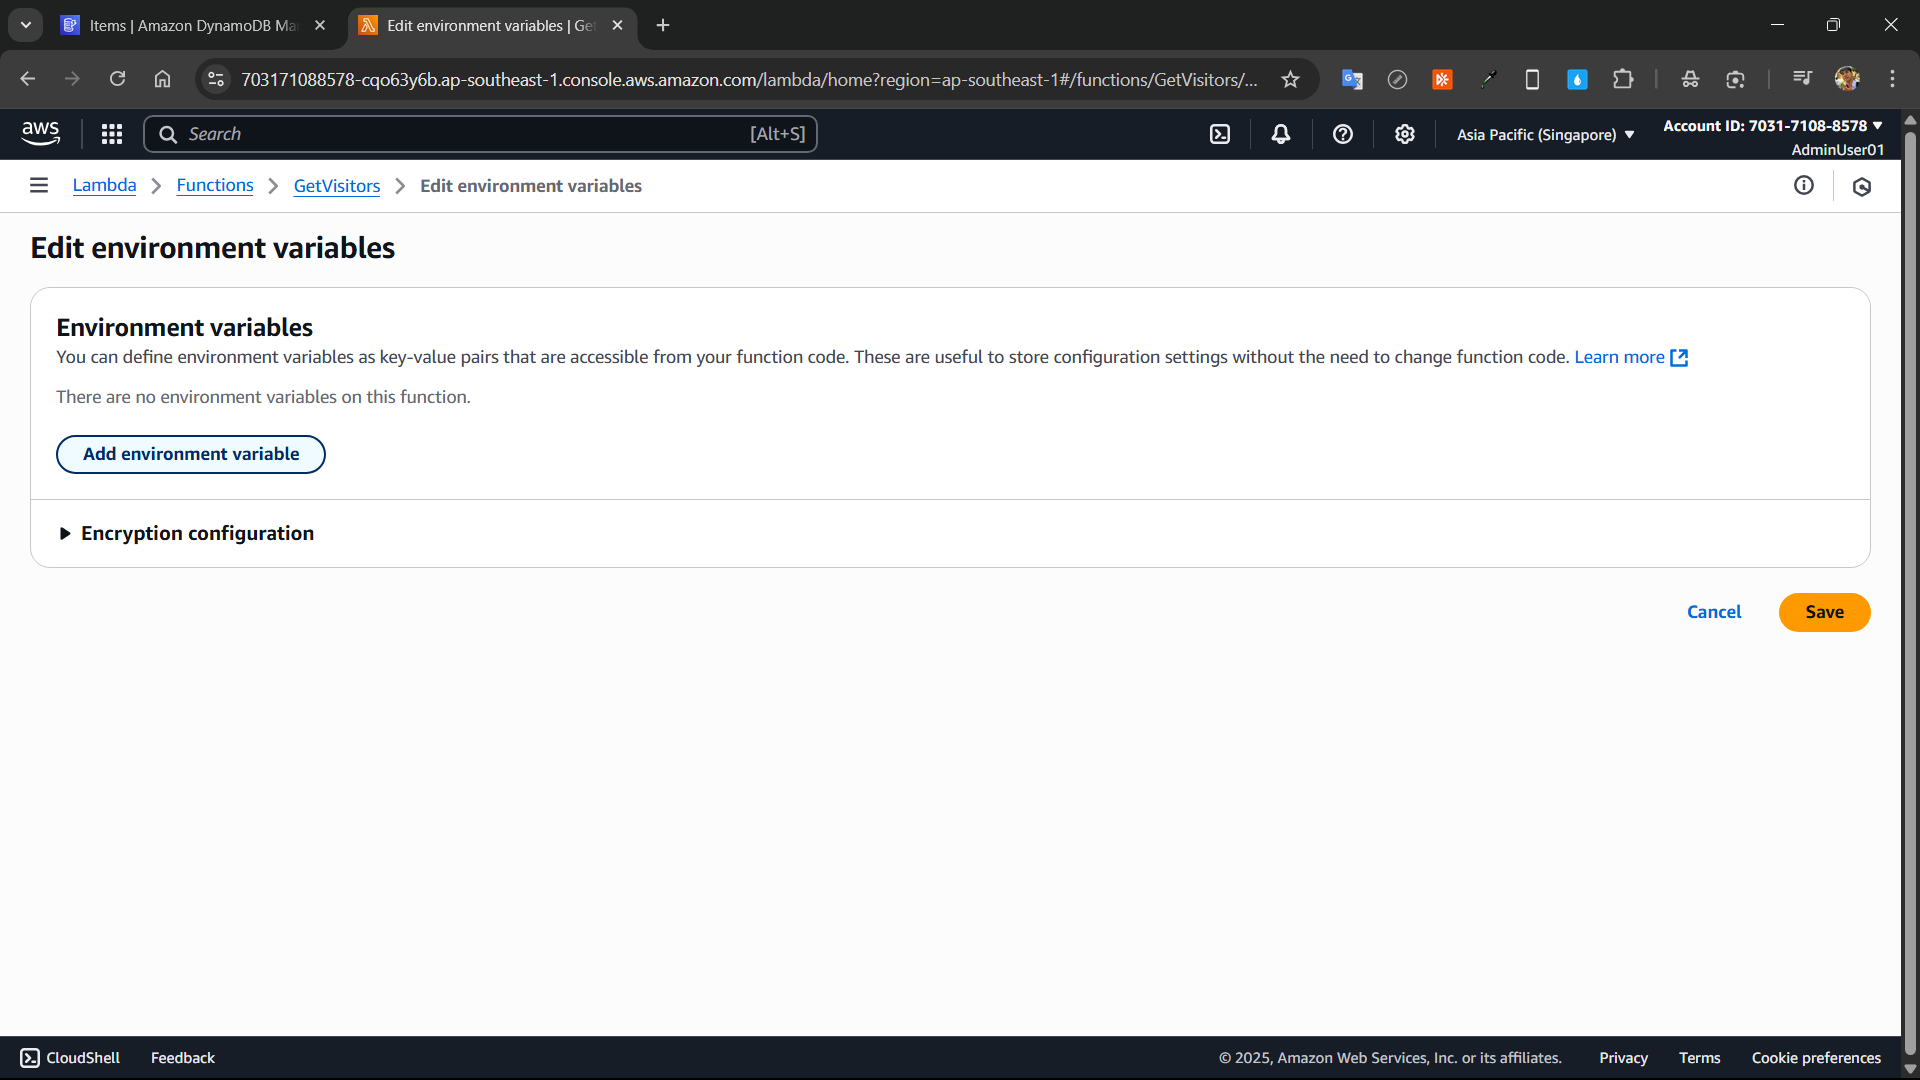 Items | Amazon DynamoDB Ma
Edit environment variables | Ge
703171088578-cqo63y6b.ap-southeast-1.console.aws.amazon.com/lambda/home?region=ap-southeast-1#/functions/GetVisitors/...
aws
Search
[Alt+S]
Asia Pacific (Singapore)
Account ID: 7031-7108-8578
AdminUser01
Lambda
Functions
GetVisitors
Edit environment variables
Edit environment variables
Environment variables
You can define environment variables as key-value pairs that are accessible from your function code. These are useful to store configuration settings without the need to change function code. Learn more
There are no environment variables on this function.
Add environment variable
Encryption configuration
Cancel
Save
CloudShell
Feedback
© 2025, Amazon Web Services, Inc. or its affiliates.
Privacy
Terms
Cookie preferences